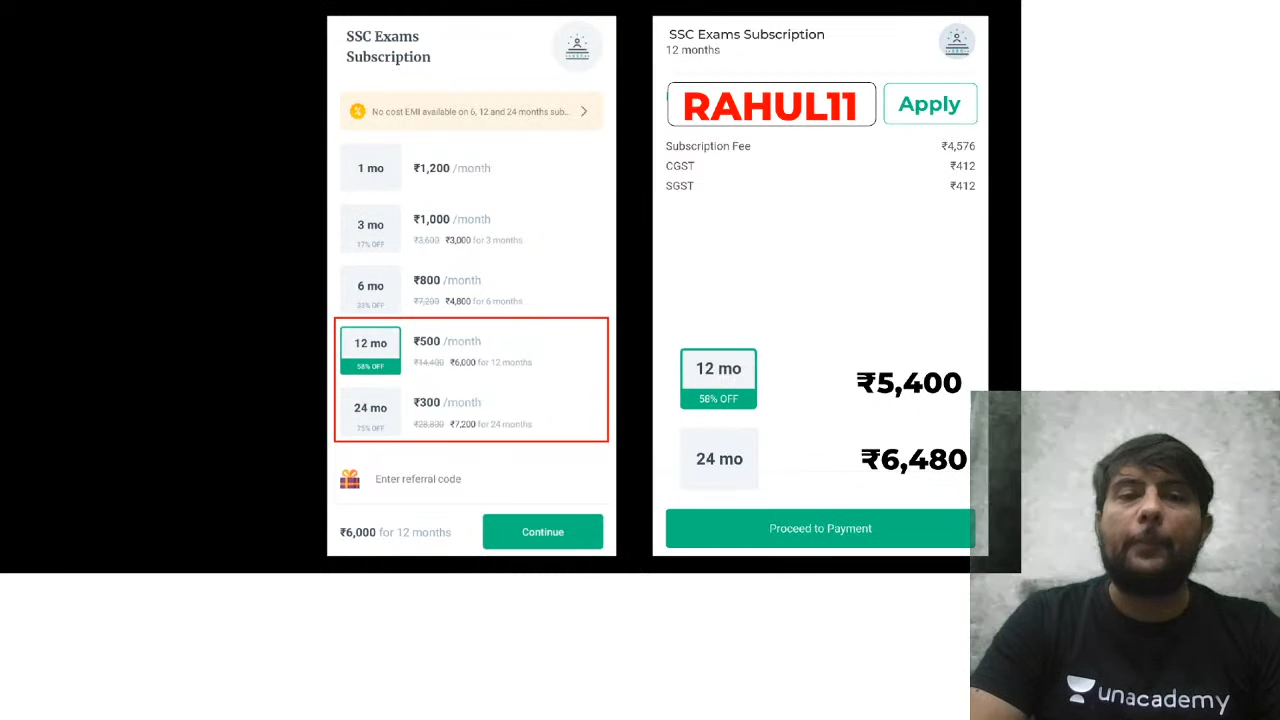 SSC Exams
Subscription
No cost EMI available on 6, 12 and 24 months sub...
1 mo
₹1,200 /month
3 mo
17% OFF
₹1,000 /month
₹3,600 ₹3,000 for 3 months
6 mo
33% OFF
₹800 /month
₹7,200 ₹4,800 for 6 months
12 mo
58% OFF
₹500 /month
₹14,400 ₹6,000 for 12 months
24 mo
75% OFF
₹300 /month
₹28,800 ₹7,200 for 24 months
Enter referral code
₹6,000 for 12 months
Continue
SSC Exams Subscription
12 months
RAHUL11
Apply
Subscription Fee ₹4,576
CGST ₹412
SGST ₹412
12 mo
58% OFF
₹5,400
24 mo
₹6,480
Proceed to Payment
unacademy